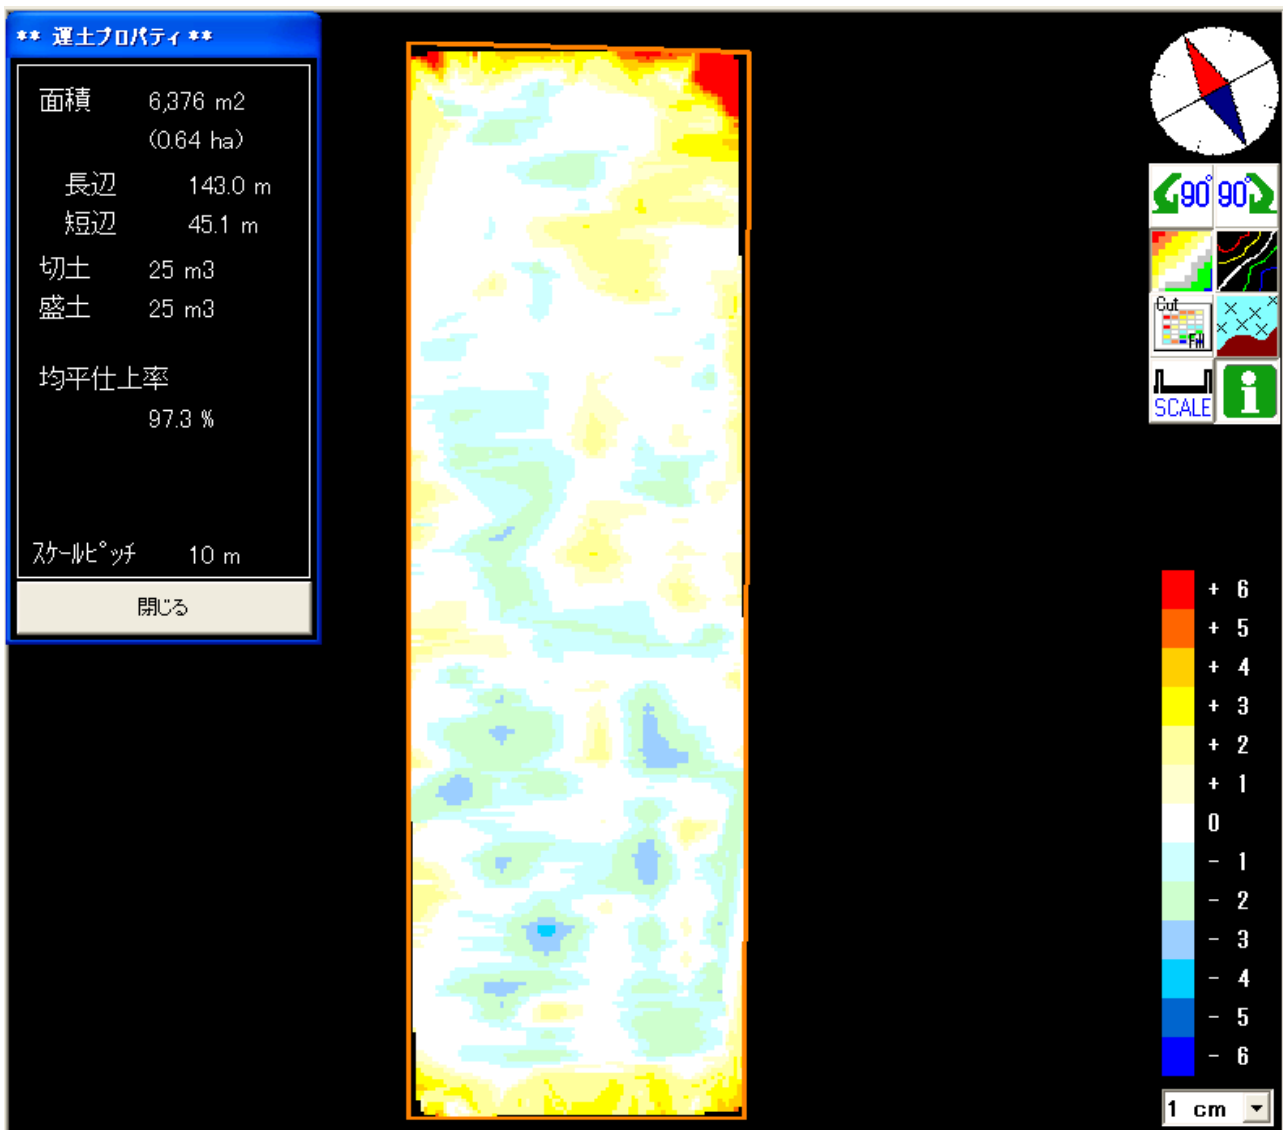 ** 運土プロパティ **
面積 6,376 m2
(0.64 ha)
長辺 143.0 m
短辺 45.1 m
切土 25 m3
盛土 25 m3
均平仕上率
97.3 %
スケールピッチ 10 m
閉じる
90° 90°
Cut
Fill
SCALE
i
+ 6
+ 5
+ 4
+ 3
+ 2
+ 1
0
- 1
- 2
- 3
- 4
- 5
- 6
1 cm